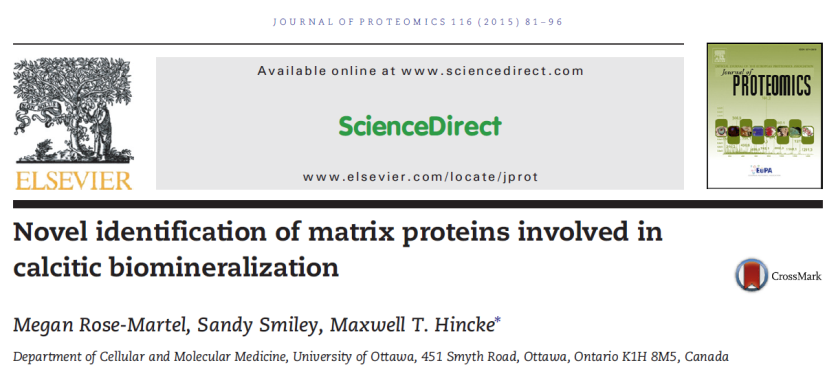 JOURNAL OF PROTEOMICS 116 (2015) 81–96
Available online at www.sciencedirect.com
ScienceDirect
www.elsevier.com/locate/jprot
ELSEVIER
Journal of
PROTEOMICS
EuPA
Novel identification of matrix proteins involved in
calcitic biomineralization
CrossMark
Megan Rose-Martel, Sandy Smiley, Maxwell T. Hincke*
Department of Cellular and Molecular Medicine, University of Ottawa, 451 Smyth Road, Ottawa, Ontario K1H 8M5, Canada